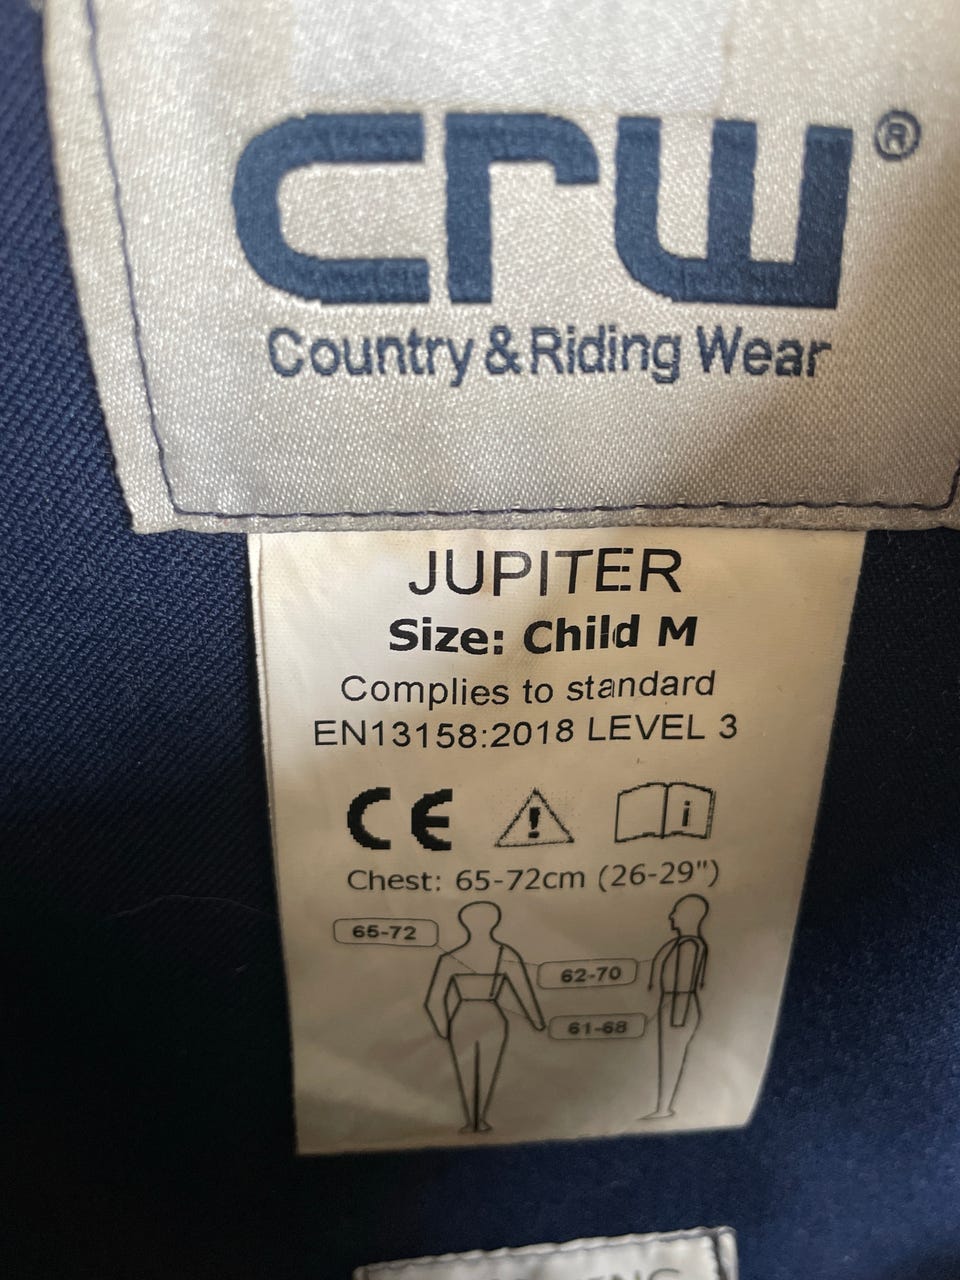 crw®
Country & Riding Wear
JUPITER
Size: Child M
Complies to standard
EN13158:2018 LEVEL 3
CE
!
i
Chest: 65-72cm (26-29")
65-72
62-70
61-68